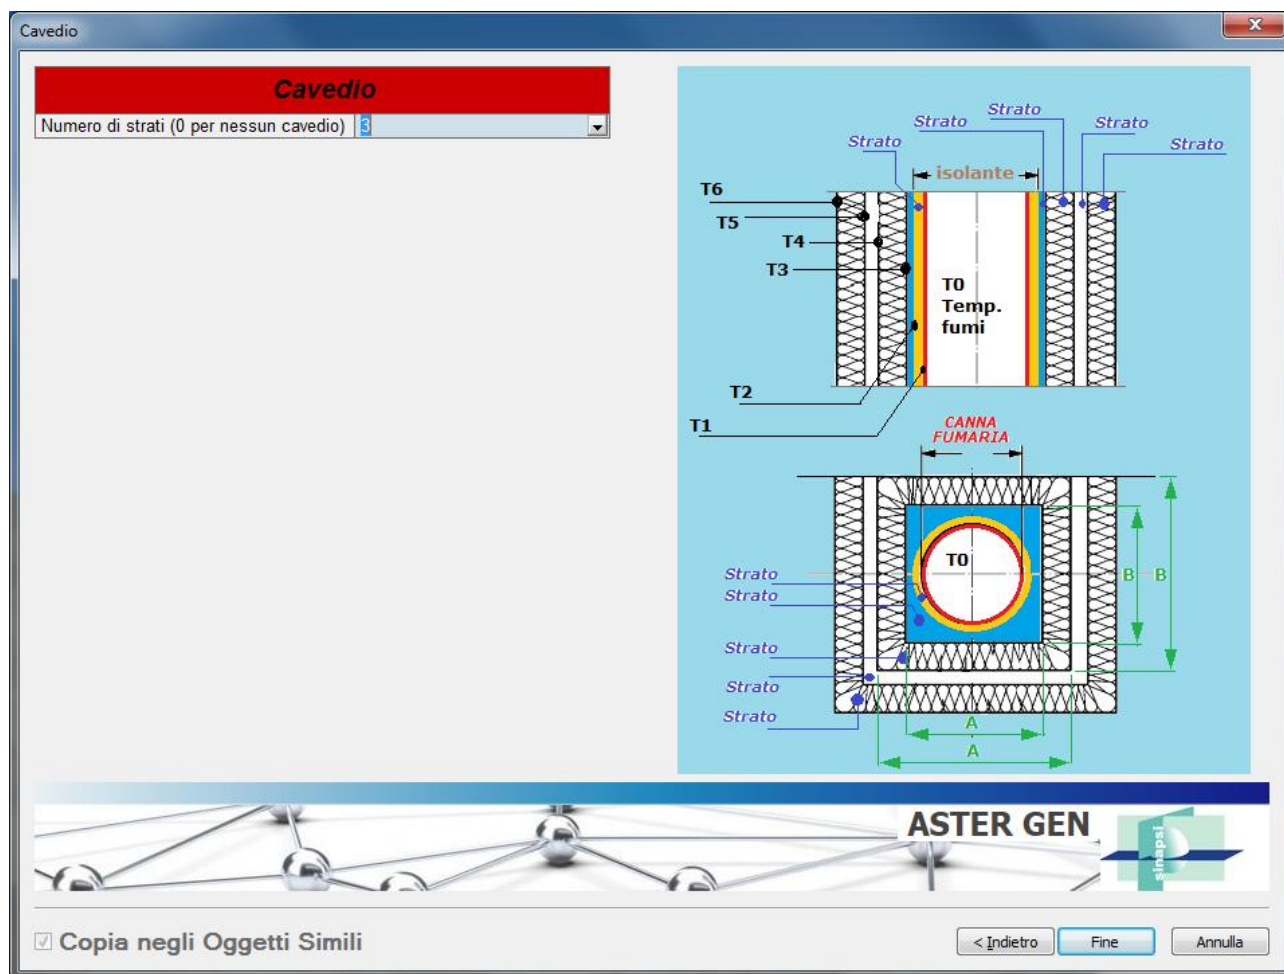 Cavedio
Cavedio
Numero di strati (0 per nessun cavedio) 3
Strato
Strato
Strato
Strato
Strato
isolante
T6
T5
T4
T3
T0
Temp.
fumi
T2
T1
CANNA
FUMARIA
T0
Strato
Strato
B B
Strato
Strato
Strato
A
A
ASTER GEN
sinapsi
Copia negli Oggetti Simili
< Indietro
Fine
Annulla